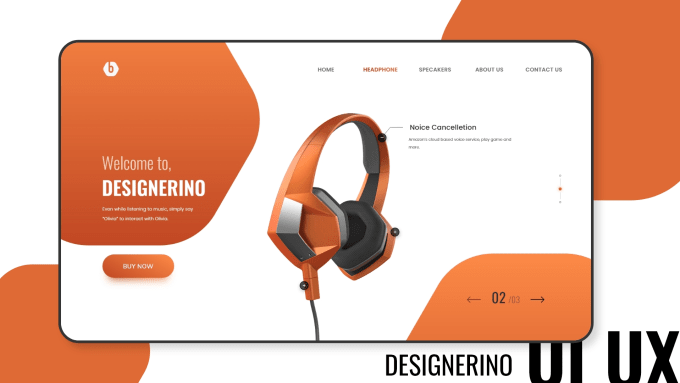 b
HOME HEADPHONE SPECAKERS ABOUT US CONTACT US
Noice Cancelletion
Amazon's cloud based voice service, play game and
more.
Welcome to,
DESIGNERINO
Even while listening to music, simply say
"Olivia" to interact with Olivia.
BUY NOW
02 /03
DESIGNERINO
UI UX